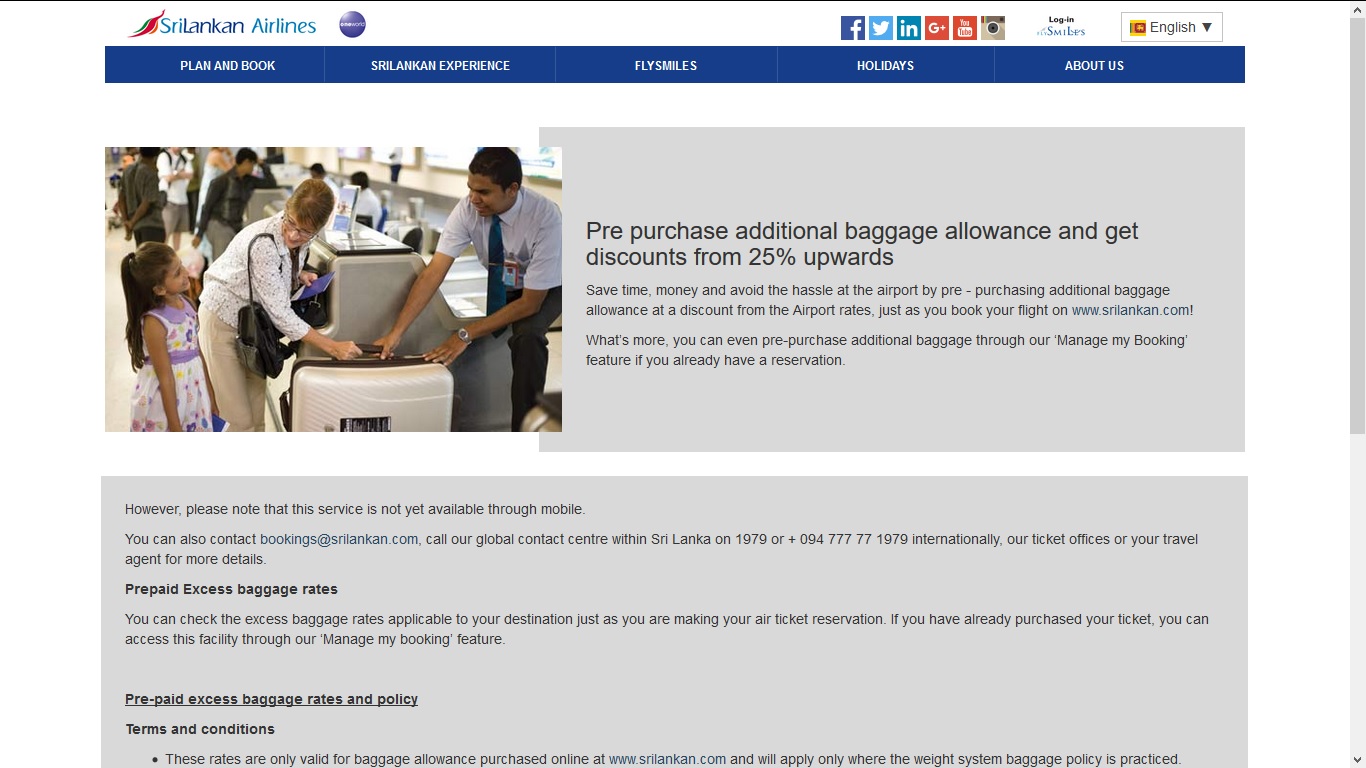 SriLankan Airlines
oneworld
Log-in
FLYSMiLeS
English ▼
PLAN AND BOOK
SRILANKAN EXPERIENCE
FLYSMILES
HOLIDAYS
ABOUT US
Pre purchase additional baggage allowance and get
discounts from 25% upwards
Save time, money and avoid the hassle at the airport by pre - purchasing additional baggage
allowance at a discount from the Airport rates, just as you book your flight on www.srilankan.com!
What’s more, you can even pre-purchase additional baggage through our ‘Manage my Booking’
feature if you already have a reservation.
However, please note that this service is not yet available through mobile.
You can also contact bookings@srilankan.com, call our global contact centre within Sri Lanka on 1979 or + 094 777 77 1979 internationally, our ticket offices or your travel
agent for more details.
Prepaid Excess baggage rates
You can check the excess baggage rates applicable to your destination just as you are making your air ticket reservation. If you have already purchased your ticket, you can
access this facility through our ‘Manage my booking’ feature.
Pre-paid excess baggage rates and policy
Terms and conditions
• These rates are only valid for baggage allowance purchased online at www.srilankan.com and will apply only where the weight system baggage policy is practiced.